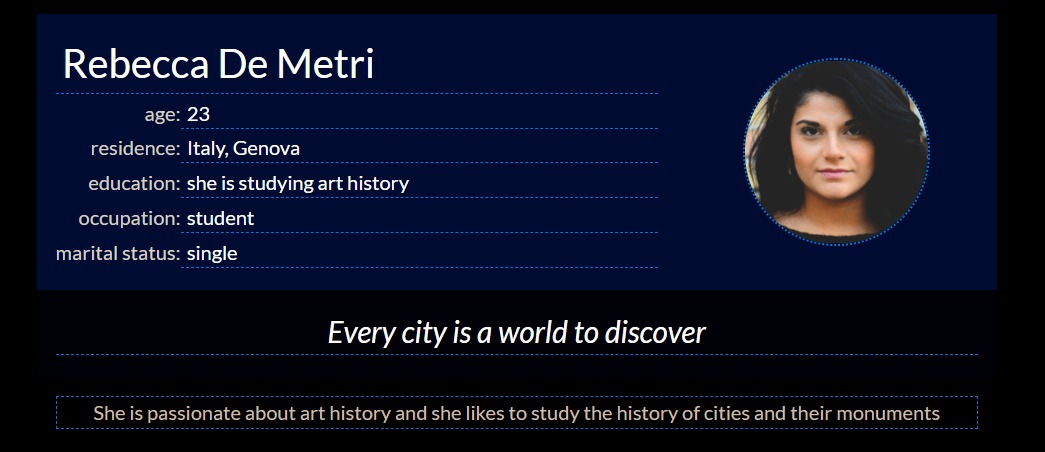 Rebecca De Metri
age: 23
residence: Italy, Genova
education: she is studying art history
occupation: student
marital status: single
Every city is a world to discover
She is passionate about art history and she likes to study the history of cities and their monuments